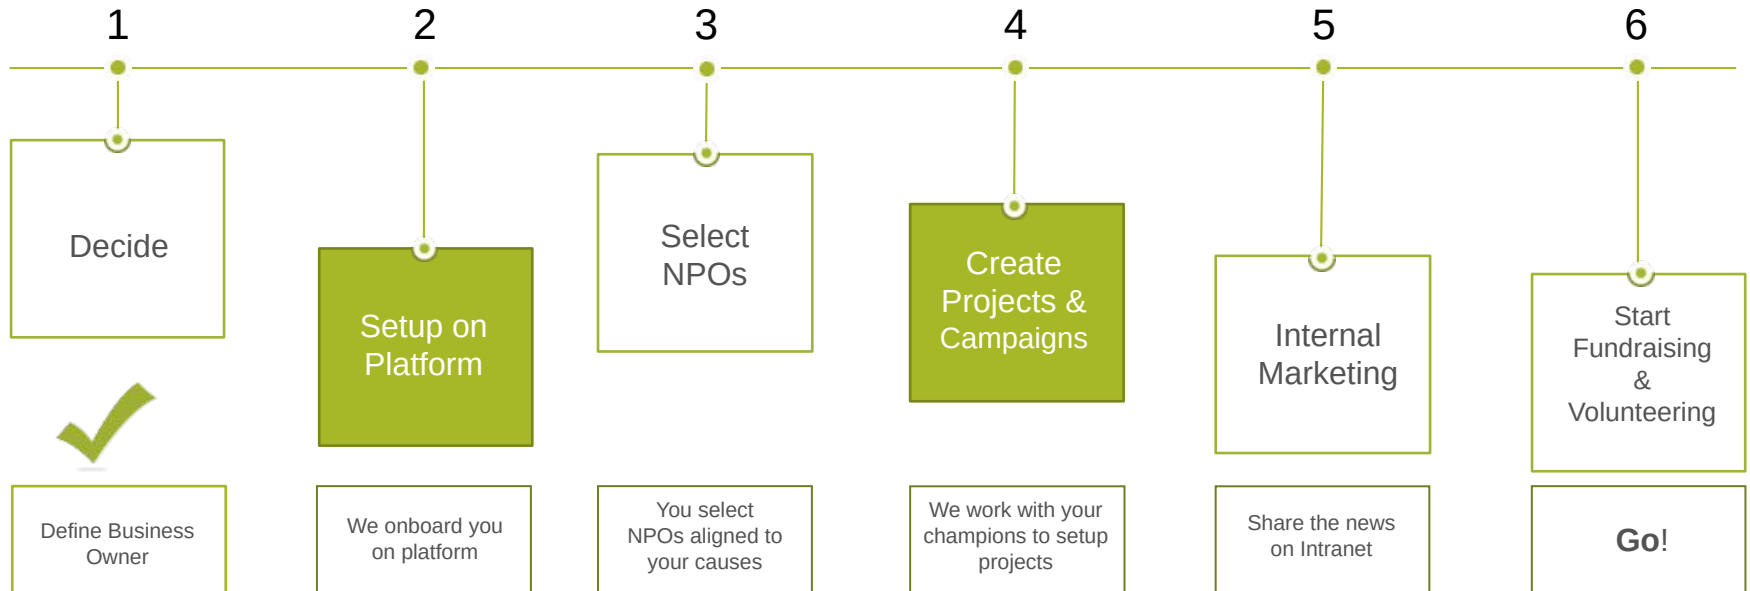 1
2
3
4
5
6
Decide
Setup on
Platform
Select
NPOs
Create
Projects &
Campaigns
Internal
Marketing
Start
Fundraising
&
Volunteering
Define Business
Owner
We onboard you
on platform
You select
NPOs aligned to
your causes
We work with your
champions to setup
projects
Share the news
on Intranet
Go!